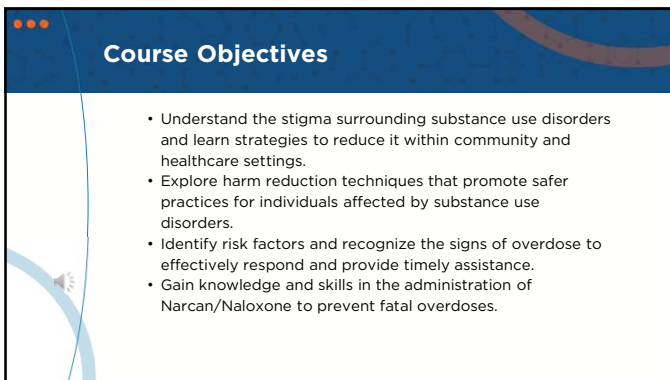 Course Objectives
• Understand the stigma surrounding substance use disorders
and learn strategies to reduce it within community and
healthcare settings.
• Explore harm reduction techniques that promote safer
practices for individuals affected by substance use
disorders.
• Identify risk factors and recognize the signs of overdose to
effectively respond and provide timely assistance.
• Gain knowledge and skills in the administration of
Narcan/Naloxone to prevent fatal overdoses.